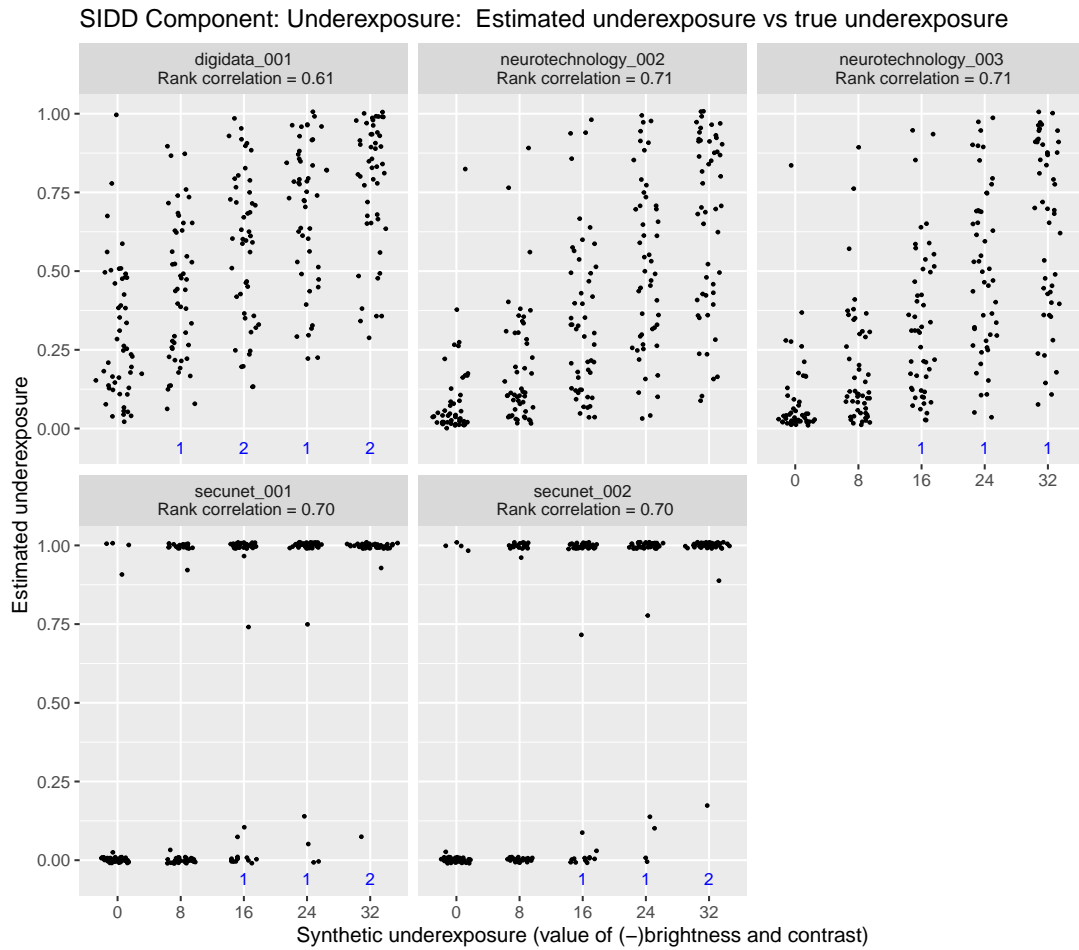 SIDD Component: Underexposure:  Estimated underexposure vs true underexposure
digidata_001
Rank correlation = 0.61
neurotechnology_002
Rank correlation = 0.71
neurotechnology_003
Rank correlation = 0.71
1.00
0.75
0.50
0.25
0.00
1 2 1 2
1 1 1
0 8 16 24 32
secunet_001
Rank correlation = 0.70
secunet_002
Rank correlation = 0.70
1.00
0.75
0.50
0.25
0.00
1 1 2
1 1 2
0 8 16 24 32
0 8 16 24 32
Estimated underexposure
Synthetic underexposure (value of (−)brightness and contrast)